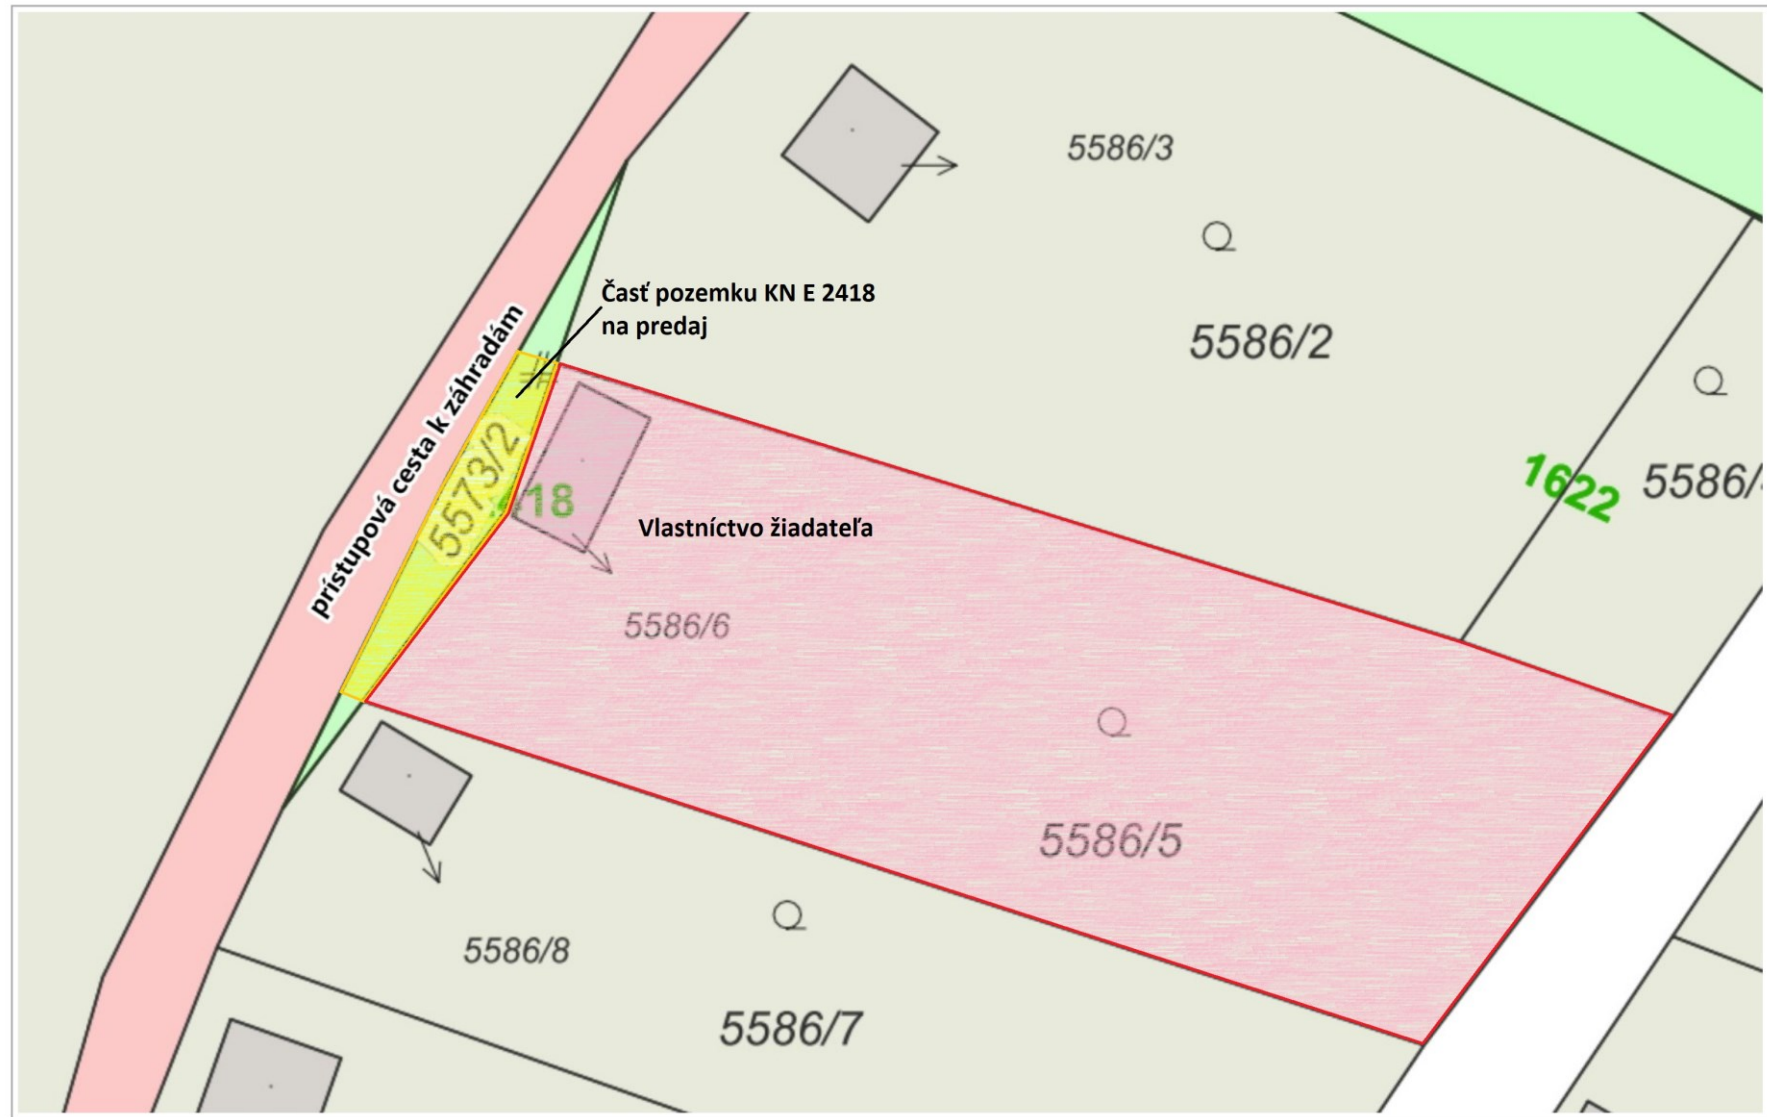 5586/3
Časť pozemku KN E 2418
na predaj
5586/2
prístupová cesta k záhradám
1622
5586/
5573/2
18
Vlastníctvo žiadateľa
5586/6
5586/5
5586/8
5586/7